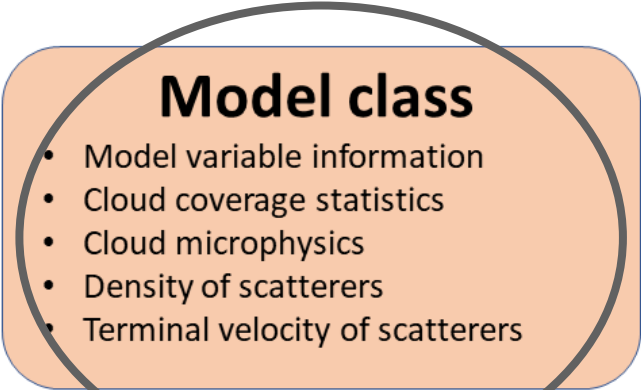 Model class
• Model variable information
• Cloud coverage statistics
• Cloud microphysics
• Density of scatterers
• Terminal velocity of scatterers